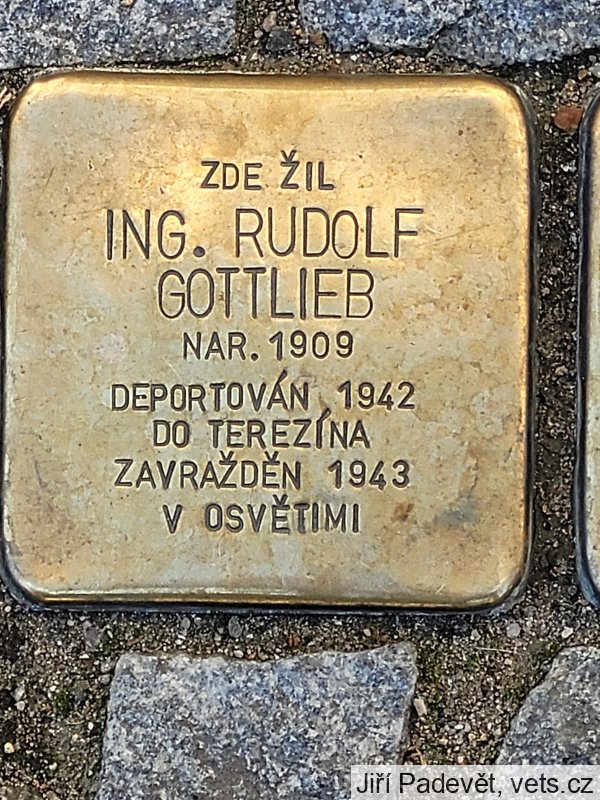 ZDE ŽIL
ING. RUDOLF
GOTTLIEB
NAR. 1909
DEPORTOVÁN 1942
DO TEREZÍNA
ZAVRAŽDĚN 1943
V OSVĚTIMI
Jiří Padevět, vets.cz